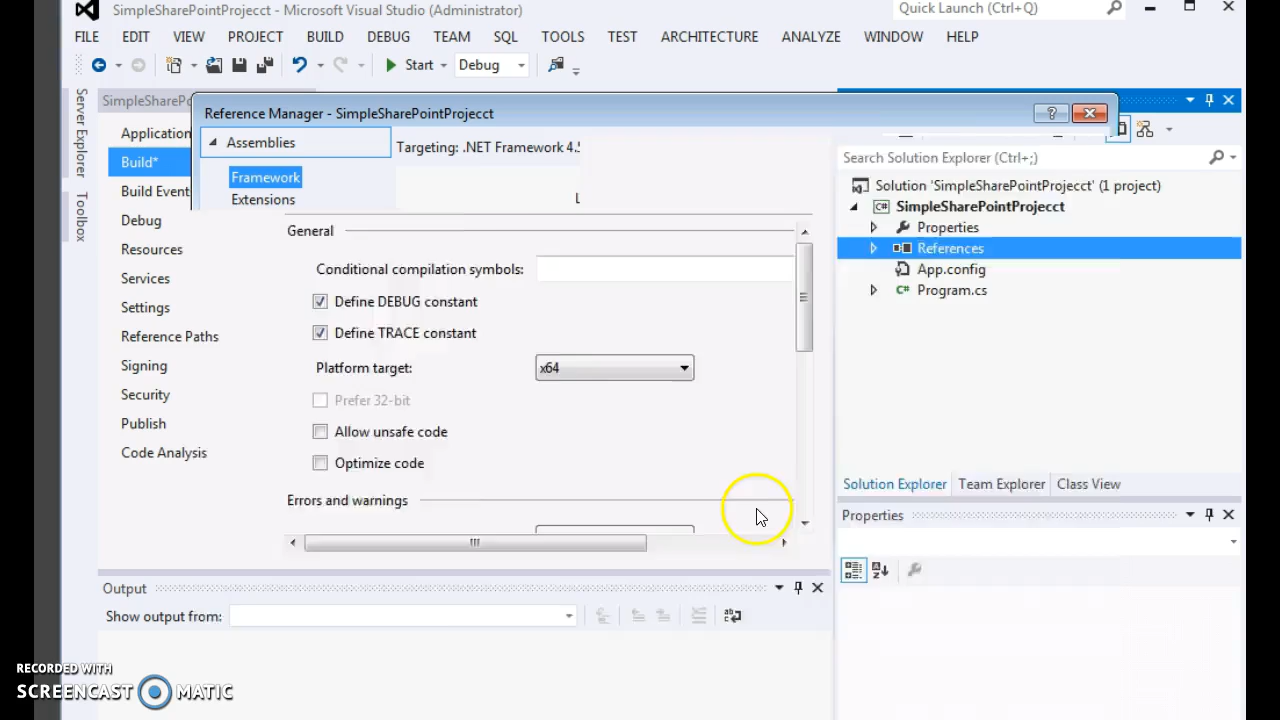 SimpleSharePointProjecct - Microsoft Visual Studio (Administrator)
Quick Launch (Ctrl+Q)
FILE EDIT VIEW PROJECT BUILD DEBUG TEAM SQL TOOLS TEST ARCHITECTURE ANALYZE WINDOW HELP
Start Debug
Server Explorer
Toolbox
SimpleSharePo
Reference Manager - SimpleSharePointProjecct
Assemblies
Targeting: .NET Framework 4.
Framework
Extensions
Application
Build*
Build Event
Debug
Resources
Services
Settings
Reference Paths
Signing
Security
Publish
Code Analysis
General
Conditional compilation symbols:
Define DEBUG constant
Define TRACE constant
Platform target: x64
Prefer 32-bit
Allow unsafe code
Optimize code
Errors and warnings
Search Solution Explorer (Ctrl+;)
Solution 'SimpleSharePointProjecct' (1 project)
C# SimpleSharePointProjecct
Properties
References
App.config
C# Program.cs
Solution Explorer Team Explorer Class View
Properties
Output
Show output from:
RECORDED WITH
SCREENCAST MATIC